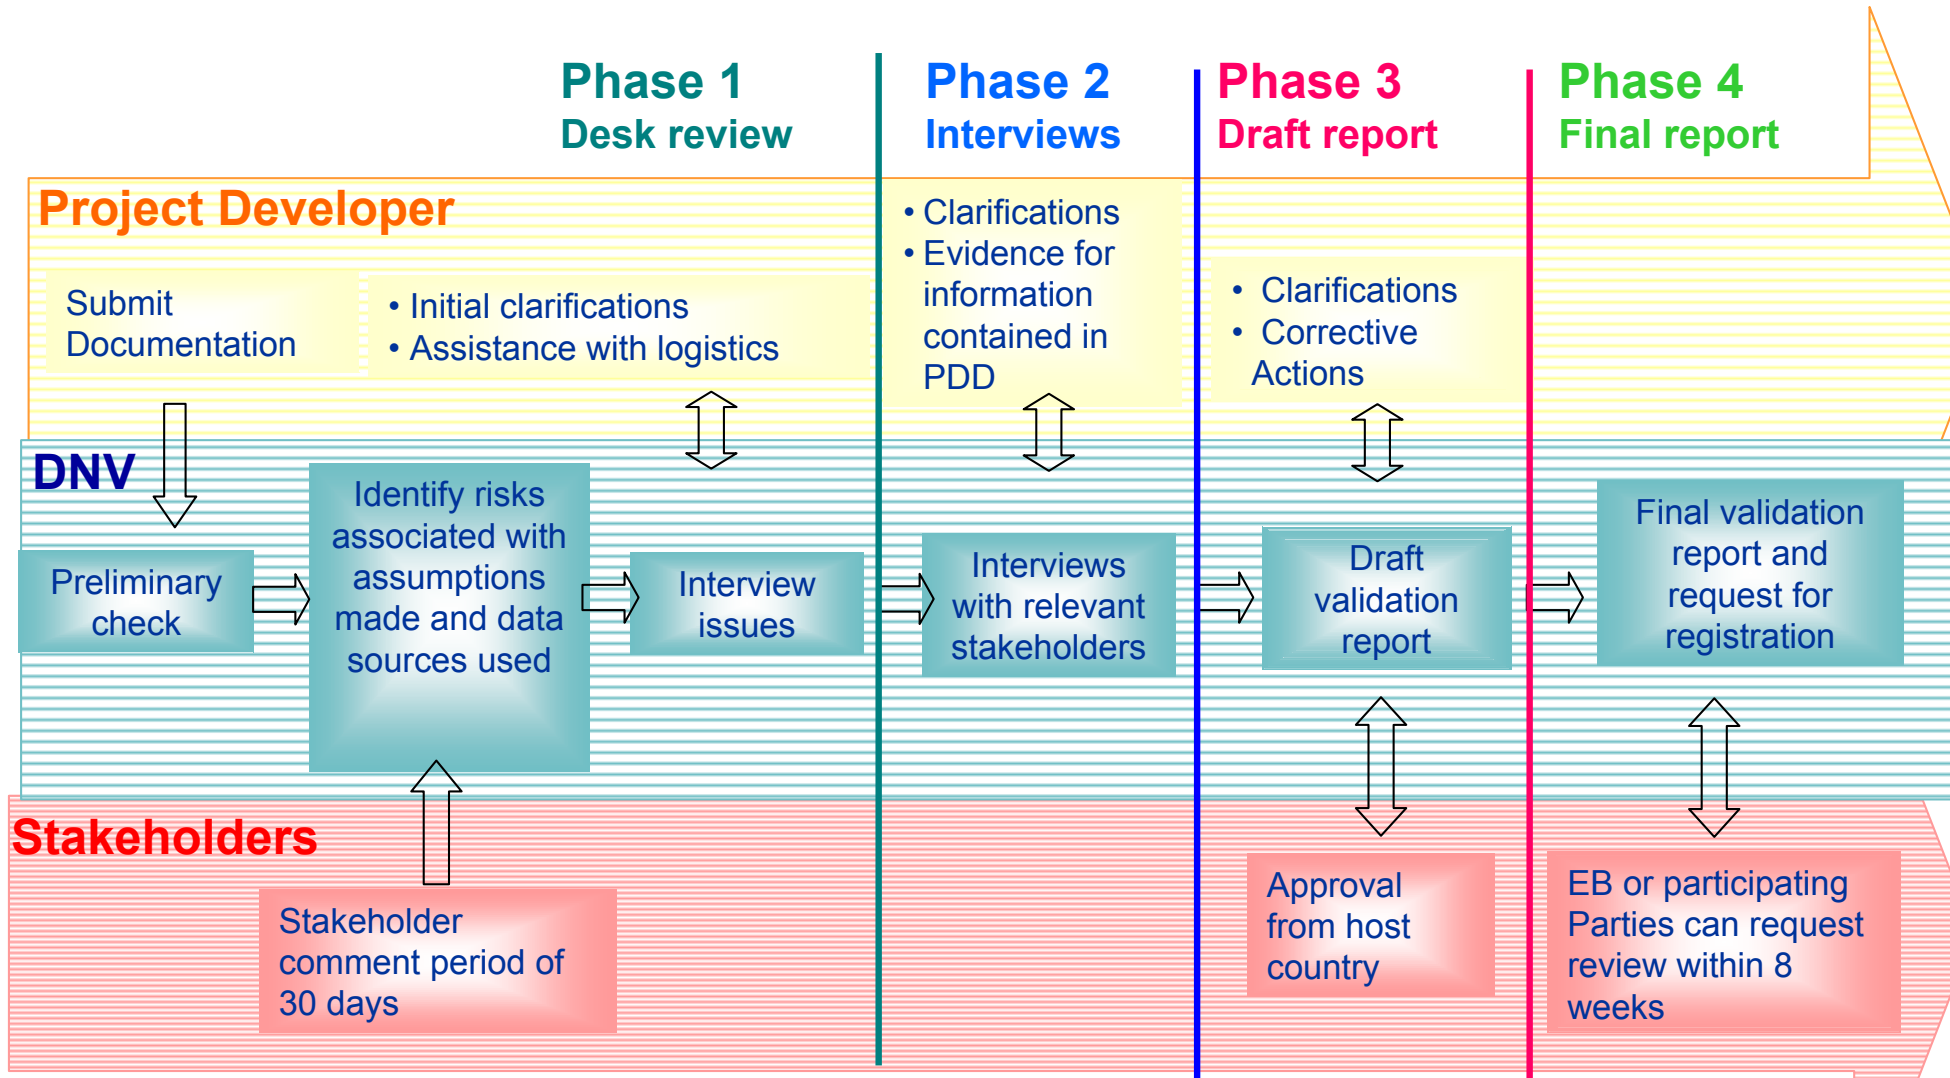 Phase 1
Desk review
Phase 2
Interviews
Phase 3
Draft report
Phase 4
Final report
Project Developer
Submit
Documentation
• Initial clarifications
• Assistance with logistics
• Clarifications
• Evidence for
information
contained in
PDD
• Clarifications
• Corrective
Actions
DNV
Preliminary
check
Identify risks
associated with
assumptions
made and data
sources used
Interview
issues
Interviews
with relevant
stakeholders
Draft
validation
report
Final validation
report and
request for
registration
Stakeholders
Stakeholder
comment period of
30 days
Approval
from host
country
EB or participating
Parties can request
review within 8
weeks